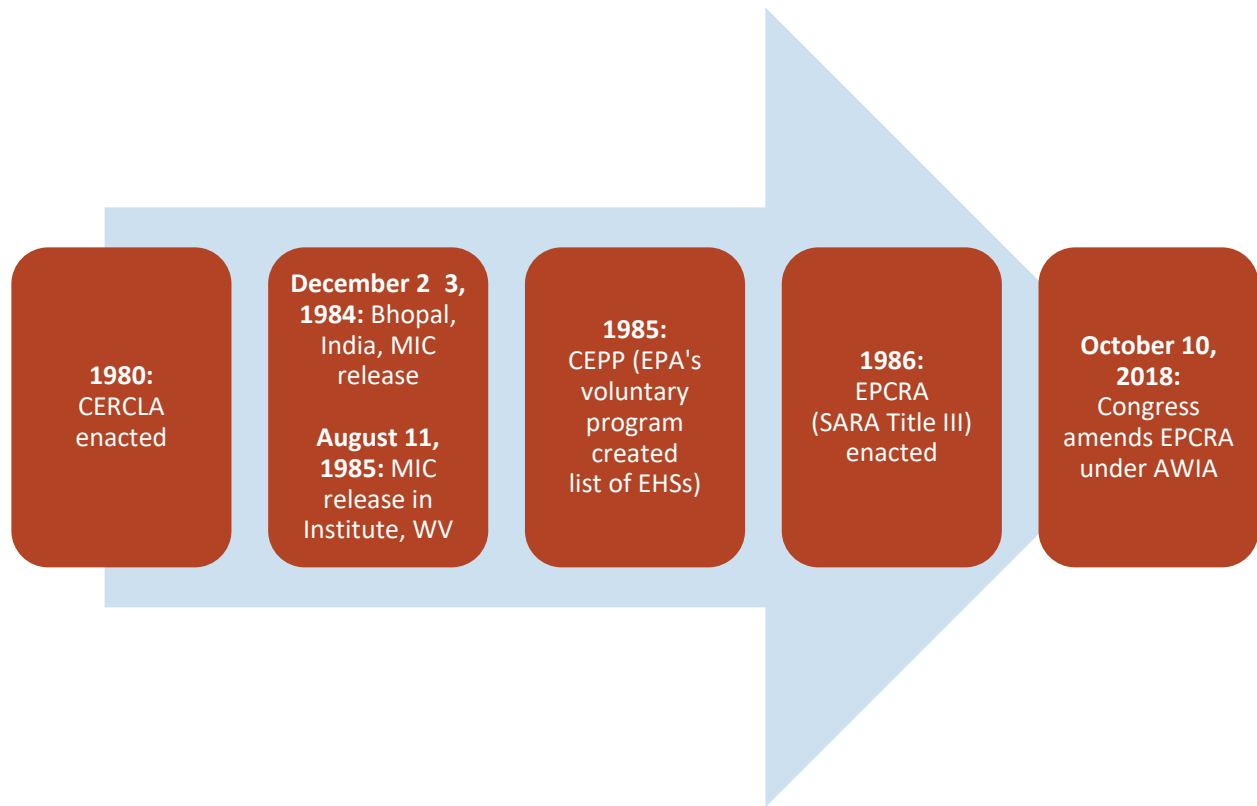 1980:
CERCLA
enacted
December 2 3,
1984: Bhopal,
India, MIC
release
August 11,
1985: MIC
release in
Institute, WV
1985:
CEPP (EPA's
voluntary
program
created
list of EHSs)
1986:
EPCRA
(SARA Title III)
enacted
October 10,
2018:
Congress
amends EPCRA
under AWIA